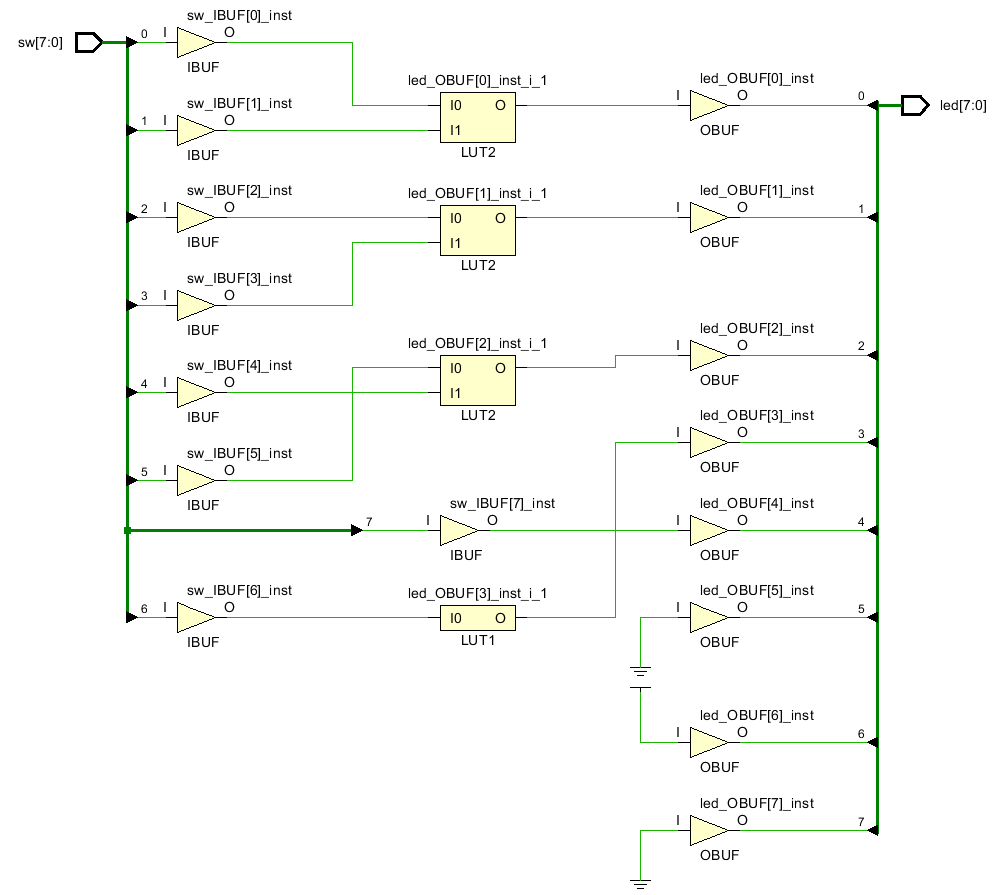 sw_IBUF[0]_inst
sw[7:0]
0
I
O
IBUF
sw_IBUF[1]_inst
1
I
O
IBUF
sw_IBUF[2]_inst
2
I
O
IBUF
sw_IBUF[3]_inst
3
I
O
IBUF
sw_IBUF[4]_inst
4
I
O
IBUF
sw_IBUF[5]_inst
5
I
O
IBUF
sw_IBUF[7]_inst
7
I
O
IBUF
sw_IBUF[6]_inst
6
I
O
IBUF
led_OBUF[0]_inst_i_1
I0
O
I1
LUT2
led_OBUF[1]_inst_i_1
I0
O
I1
LUT2
led_OBUF[2]_inst_i_1
I0
O
I1
LUT2
led_OBUF[3]_inst_i_1
I0
O
LUT1
led_OBUF[0]_inst
I
O
0
OBUF
led[7:0]
led_OBUF[1]_inst
I
O
1
OBUF
led_OBUF[2]_inst
I
O
2
OBUF
led_OBUF[3]_inst
I
O
3
OBUF
led_OBUF[4]_inst
I
O
4
OBUF
led_OBUF[5]_inst
I
O
5
OBUF
led_OBUF[6]_inst
I
O
6
OBUF
led_OBUF[7]_inst
I
O
7
OBUF